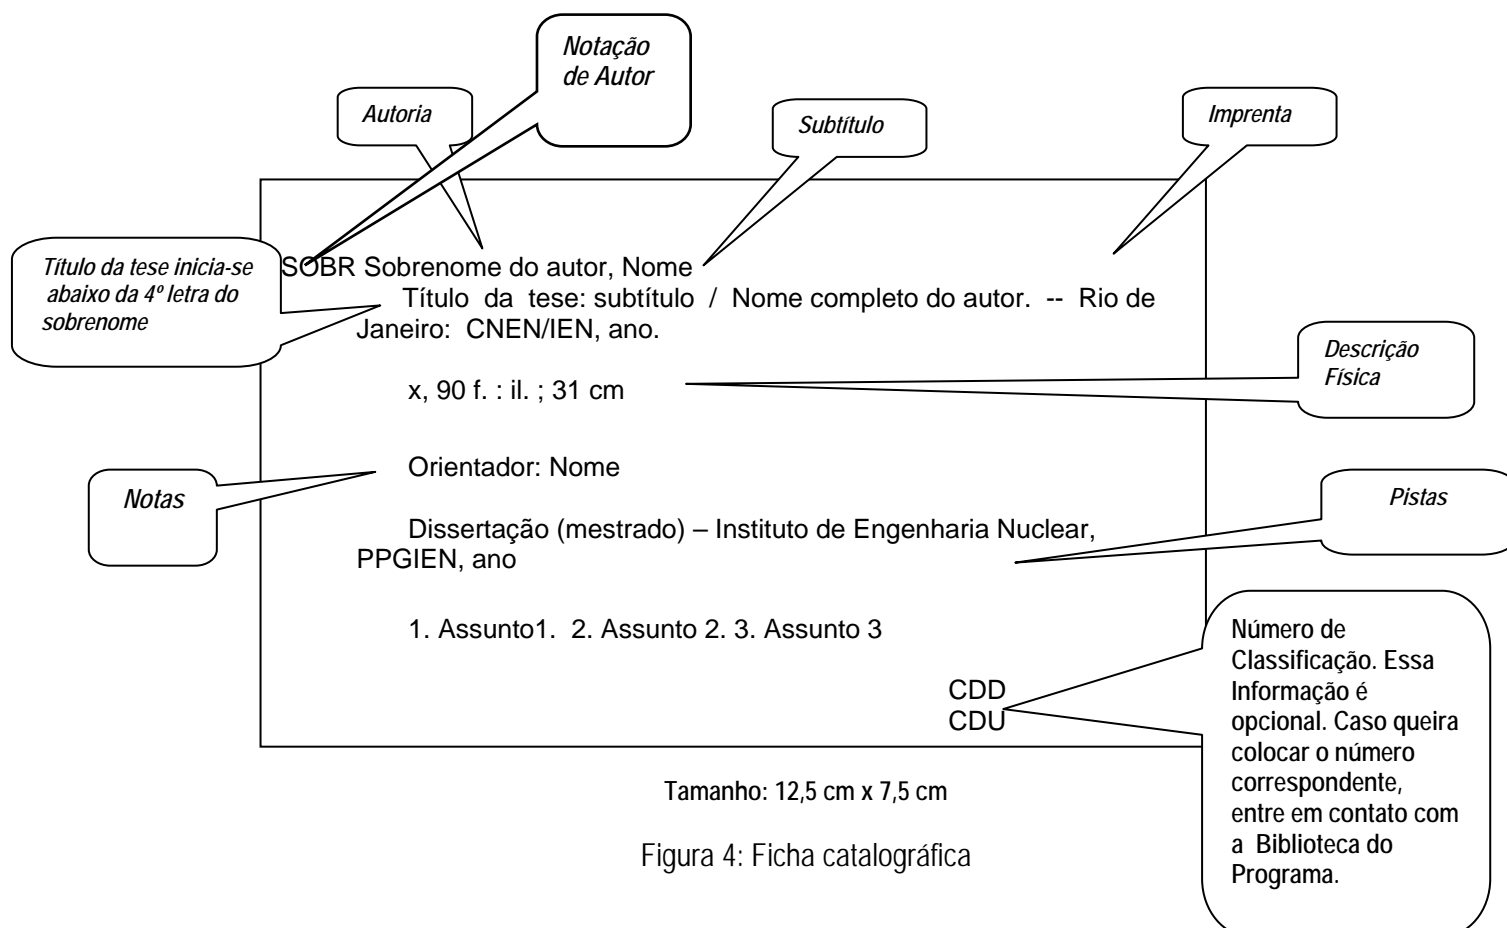 Notação
de Autor
Autoria
Subtítulo
Imprenta
Título da tese inicia-se
abaixo da 4º letra do
sobrenome
SOBR Sobrenome do autor, Nome
Título da tese: subtítulo / Nome completo do autor. -- Rio de
Janeiro: CNEN/IEN, ano.
Descrição
Física
x, 90 f. : il. ; 31 cm
Notas
Orientador: Nome
Pistas
Dissertação (mestrado) – Instituto de Engenharia Nuclear,
PPGIEN, ano
1. Assunto1. 2. Assunto 2. 3. Assunto 3
CDD
CDU
Número de
Classificação. Essa
Informação é
opcional. Caso queira
colocar o número
correspondente,
entre em contato com
a Biblioteca do
Programa.
Tamanho: 12,5 cm x 7,5 cm
Figura 4: Ficha catalográfica